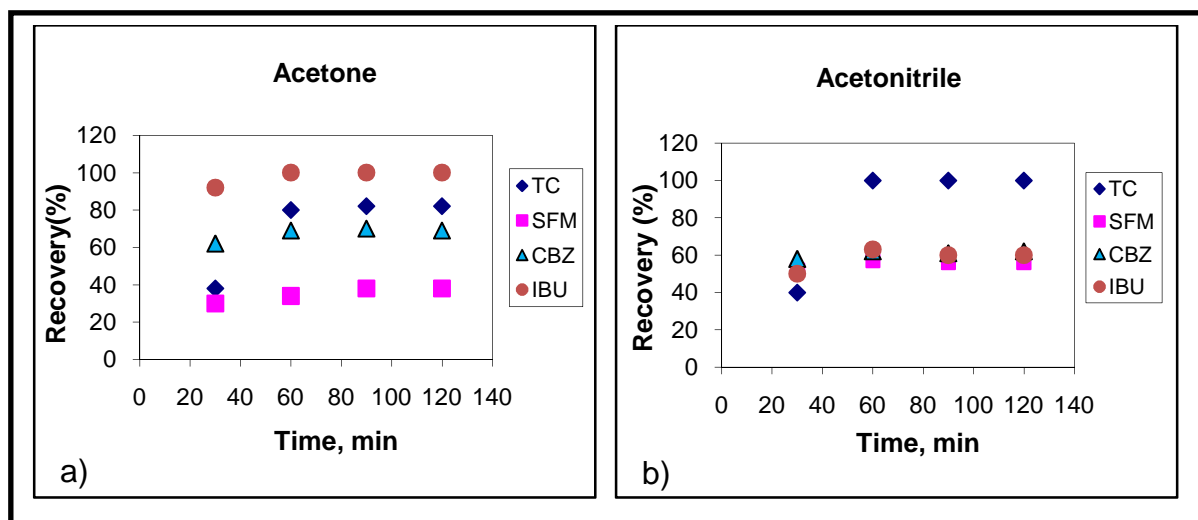 Acetone
120
100
80
60
40
20
0
Recovery(%)
0 20 40 60 80 100 120 140
Time, min
TC
SFM
CBZ
IBU
a)
Acetonitrile
120
100
80
60
40
20
0
Recovery (%)
0 20 40 60 80 100 120 140
Time, min
TC
SFM
CBZ
IBU
b)